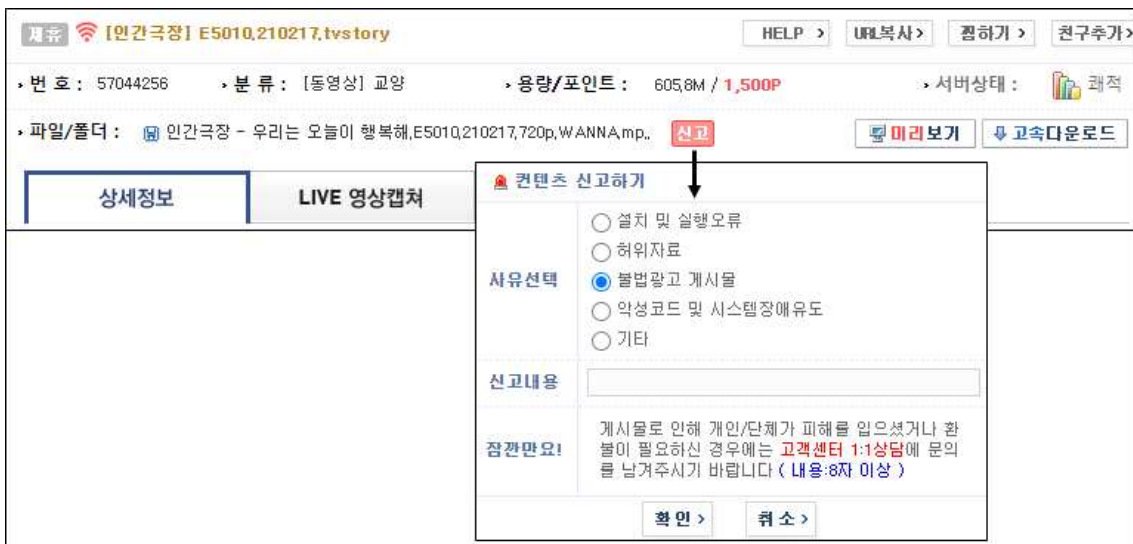 제휴 [인간극장] E5010,210217,tvstory HELP > URL복사> 찜하기 > 친구추가>
번 호 : 57044256 분 류 : [동영상] 교양 용량/포인트 : 605,8M / 1,500P 서버상태 : 쾌적
파일/폴더 : 인간극장 - 우리는 오늘이 행복해,E5010,210217,720p,WANNA,mp,, 신고 미리보기 고속다운로드
상세정보 LIVE 영상캡쳐
컨텐츠 신고하기
사유선택
설치 및 실행오류
허위자료
불법광고 게시물
악성코드 및 시스템장애유도
기타
신고내용
잠깐만요!
게시물로 인해 개인/단체가 피해를 입으셨거나 환
불이 필요하신 경우에는 고객센터 1:1상담에 문의
를 남겨주시기 바랍니다 ( 내용:8자 이상 )
확 인 > 취 소 >